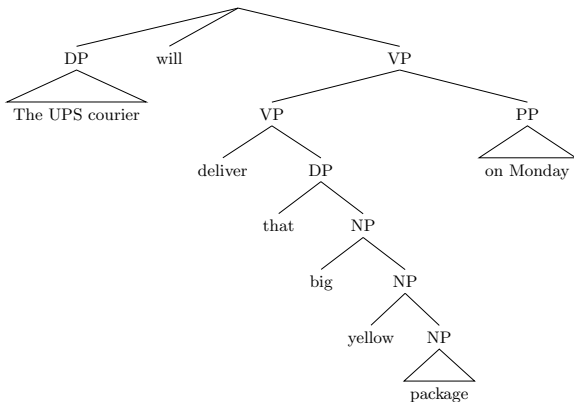 DP will VP
The UPS courier VP PP
deliver DP on Monday
that NP
big NP
yellow NP
package